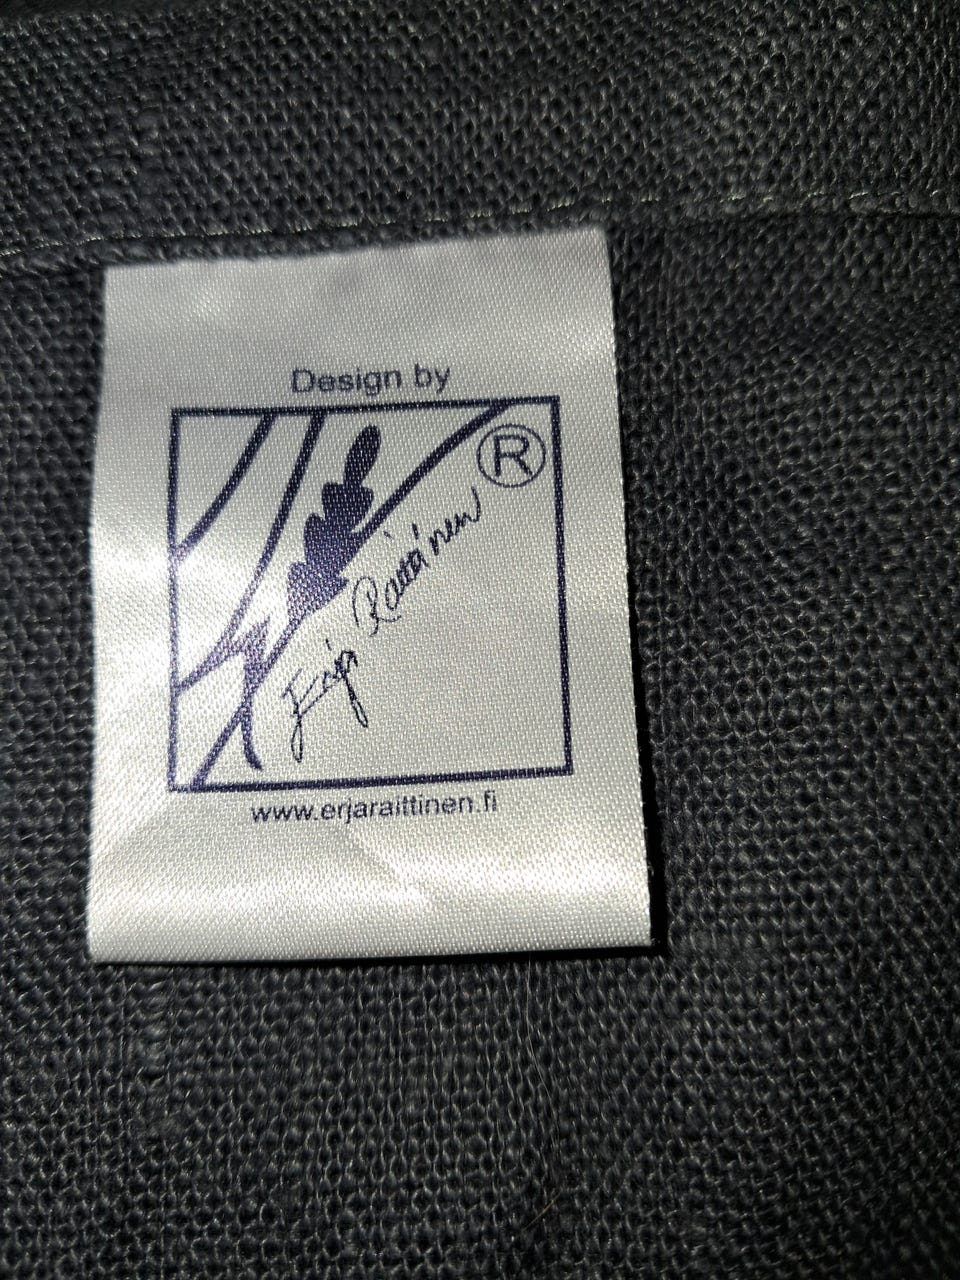 Design by
®
Erja Raittinen
www.erjaraittinen.fi